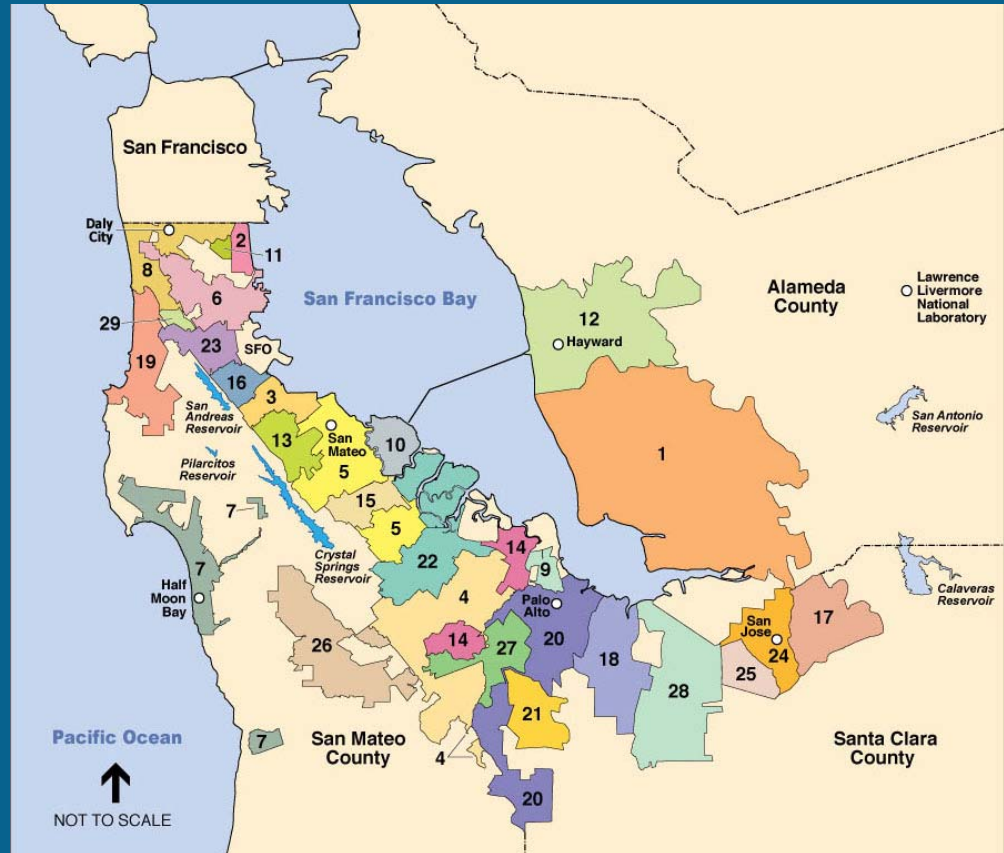 San Francisco
Daly
City
2
11
8
6
San Francisco Bay
29
23
SFO
19
16
3
San
Andreas
Reservoir
13
San
Mateo
10
5
Pilarcitos
Reservoir
15
7
5
Crystal
Springs
Reservoir
22
14
9
7
Half
Moon
Bay
4
Palo
Alto
26
14
27
20
18
21
28
4
20
7
San Mateo
County
Pacific Ocean
NOT TO SCALE
12
Hayward
Alameda
County
Lawrence
Livermore
National
Laboratory
1
San Antonio
Reservoir
Calaveras
Reservoir
17
San
Jose
24
25
Santa Clara
County